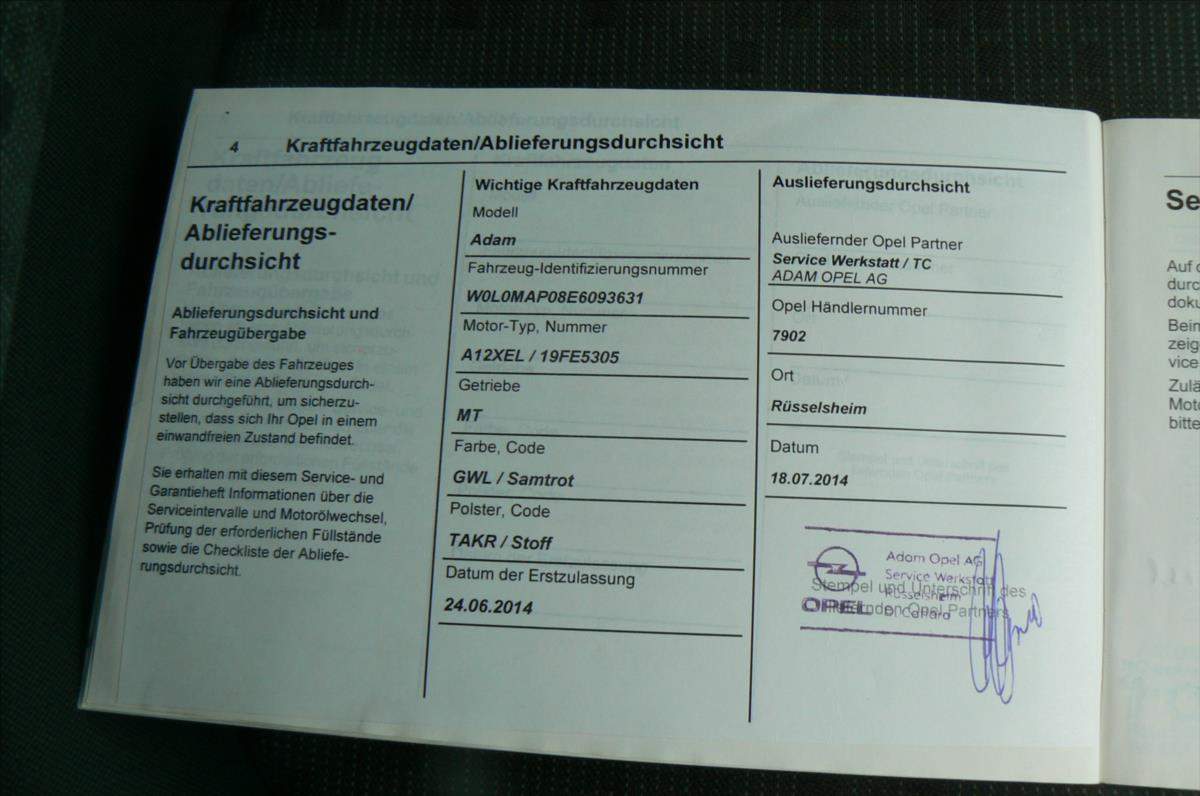 4 Kraftfahrzeugdaten/Ablieferungsdurchsicht
Kraftfahrzeugdaten/
Ablieferungs-
durchsicht
Ablieferungsdurchsicht und
Fahrzeugübergabe
Vor Übergabe des Fahrzeuges
haben wir eine Ablieferungsdurch-
sicht durchgeführt, um sicherzu-
stellen, dass sich Ihr Opel in einem
einwandfreien Zustand befindet.
Sie erhalten mit diesem Service- und
Garantieheft Informationen über die
Serviceintervalle und Motorölwechsel,
Prüfung der erforderlichen Füllstände
sowie die Checkliste der Abliefe-
rungsdurchsicht.
Wichtige Kraftfahrzeugdaten
Modell
Adam
Fahrzeug-Identifizierungsnummer
W0L0MAP08E6093631
Motor-Typ, Nummer
A12XEL / 19FE5305
Getriebe
MT
Farbe, Code
GWL / Samtrot
Polster, Code
TAKR / Stoff
Datum der Erstzulassung
24.06.2014
Auslieferungsdurchsicht
Ausliefernder Opel Partner
Service Werkstatt / TC
ADAM OPEL AG
Opel Händlernummer
7902
Ort
Rüsselsheim
Datum
18.07.2014
Adam Opel AG
Service Werkstatt
Stempel und Unterschrift des
Rüsselsheim
OPEL
Opel Partners
Se
Auf
durc
doku
Beim
zeig
vice
Zulä
Moto
bitte